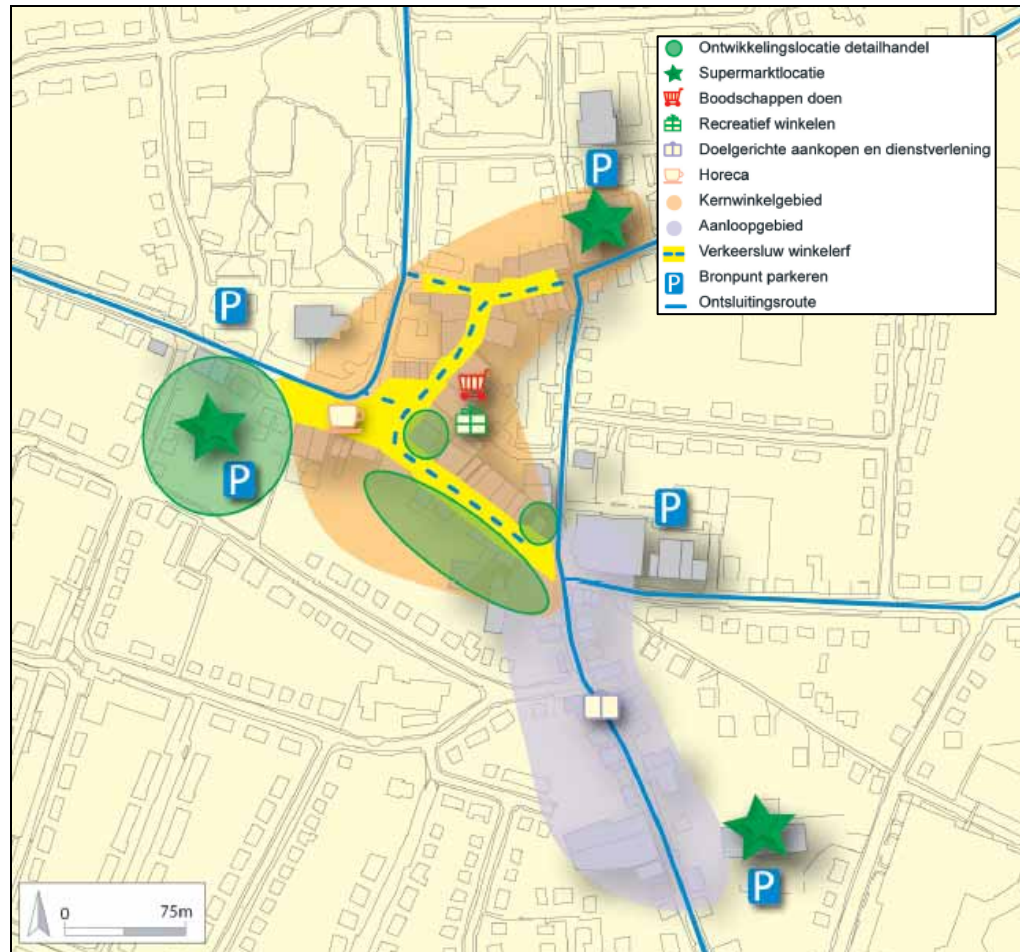 Ontwikkelingslocatie detailhandel
Supermarktlocatie
Boodschappen doen
Recreatief winkelen
Doelgerichte aankopen en dienstverlening
Horeca
Kernwinkelgebied
Aanloopgebied
Verkeersluw winkelerf
P Bronpunt parkeren
Ontsluitingsroute
P
P
P
P
P
0 75m